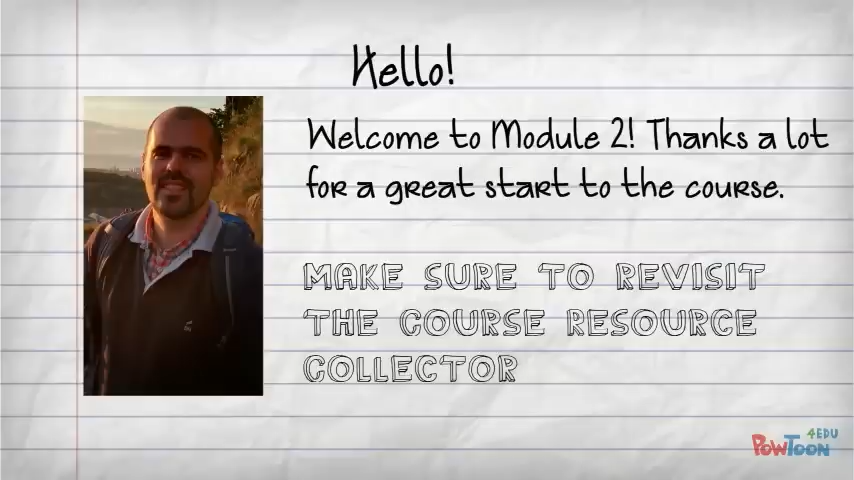 Hello!
Welcome to Module 2! Thanks a lot
for a great start to the course.
MAKE SURE TO REVISIT
THE COURSE RESOURCE
COLLECTOR
4EDU
POWTOON